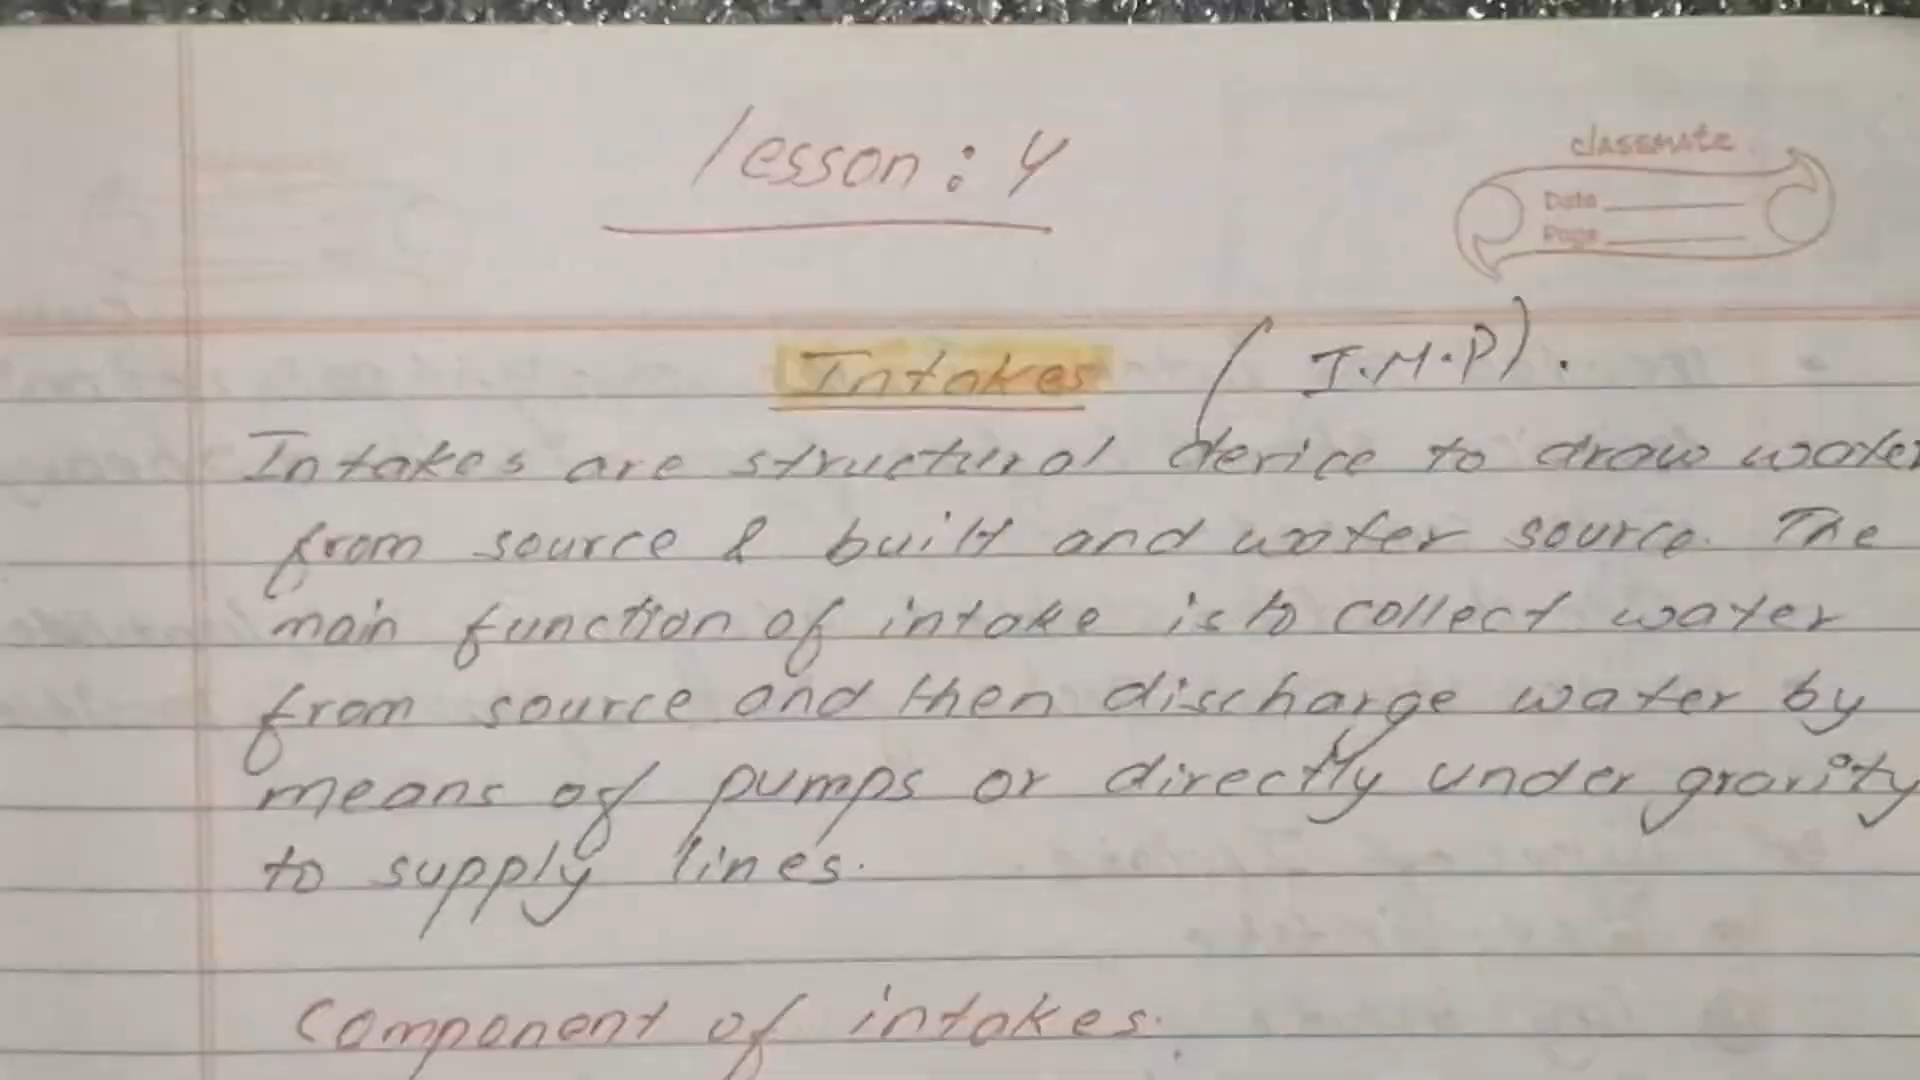 lesson: 4
classmate
Date
Page
Intakes (I.M.P).
Intakes are structural device to draw water
from source & built and water source. The
main function of intake is to collect water
from source and then discharge water by
means of pumps or directly under gravity
to supply lines.
Component of intakes.